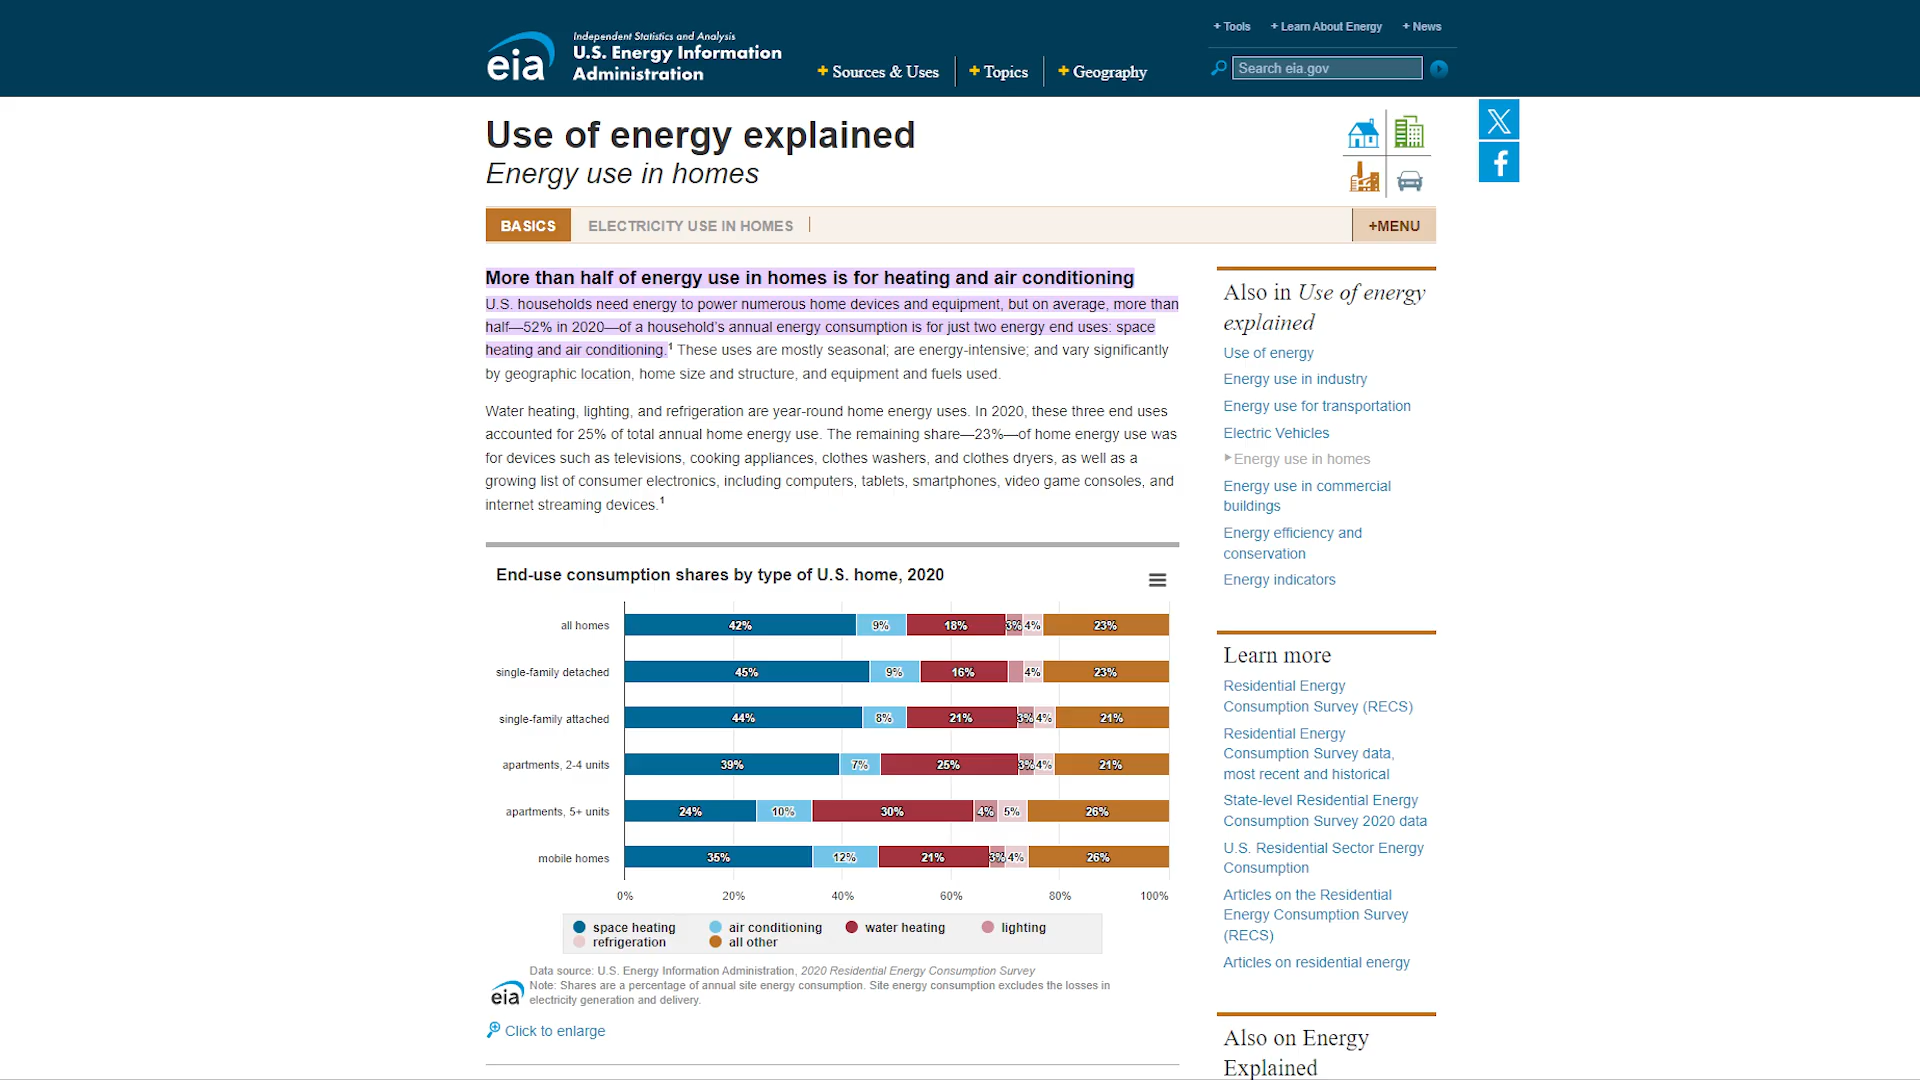 + Tools + Learn About Energy + News
Independent Statistics and Analysis
U.S. Energy Information
Administration
eia
+ Sources & Uses + Topics + Geography
Search eia.gov
Use of energy explained
Energy use in homes
BASICS ELECTRICITY USE IN HOMES +MENU
More than half of energy use in homes is for heating and air conditioning
U.S. households need energy to power numerous home devices and equipment, but on average, more than
half—52% in 2020—of a household's annual energy consumption is for just two energy end uses: space
heating and air conditioning.1 These uses are mostly seasonal; are energy-intensive; and vary significantly
by geographic location, home size and structure, and equipment and fuels used.
Water heating, lighting, and refrigeration are year-round home energy uses. In 2020, these three end uses
accounted for 25% of total annual home energy use. The remaining share—23%—of home energy use was
for devices such as televisions, cooking appliances, clothes washers, and clothes dryers, as well as a
growing list of consumer electronics, including computers, tablets, smartphones, video game consoles, and
internet streaming devices.1
End-use consumption shares by type of U.S. home, 2020
all homes 42% 9% 18% 3% 4% 23%
single-family detached 45% 9% 16% 4% 23%
single-family attached 44% 8% 21% 3% 4% 21%
apartments, 2-4 units 39% 7% 25% 3% 4% 21%
apartments, 5+ units 24% 10% 30% 4% 5% 26%
mobile homes 35% 12% 21% 3% 4% 26%
0% 20% 40% 60% 80% 100%
space heating air conditioning water heating lighting
refrigeration all other
Data source: U.S. Energy Information Administration, 2020 Residential Energy Consumption Survey
Note: Shares are a percentage of annual site energy consumption. Site energy consumption excludes the losses in
electricity generation and delivery.
eia
Click to enlarge
Also in Use of energy
explained
Use of energy
Energy use in industry
Energy use for transportation
Electric Vehicles
Energy use in homes
Energy use in commercial
buildings
Energy efficiency and
conservation
Energy indicators
Learn more
Residential Energy
Consumption Survey (RECS)
Residential Energy
Consumption Survey data,
most recent and historical
State-level Residential Energy
Consumption Survey 2020 data
U.S. Residential Sector Energy
Consumption
Articles on the Residential
Energy Consumption Survey
(RECS)
Articles on residential energy
Also on Energy
Explained